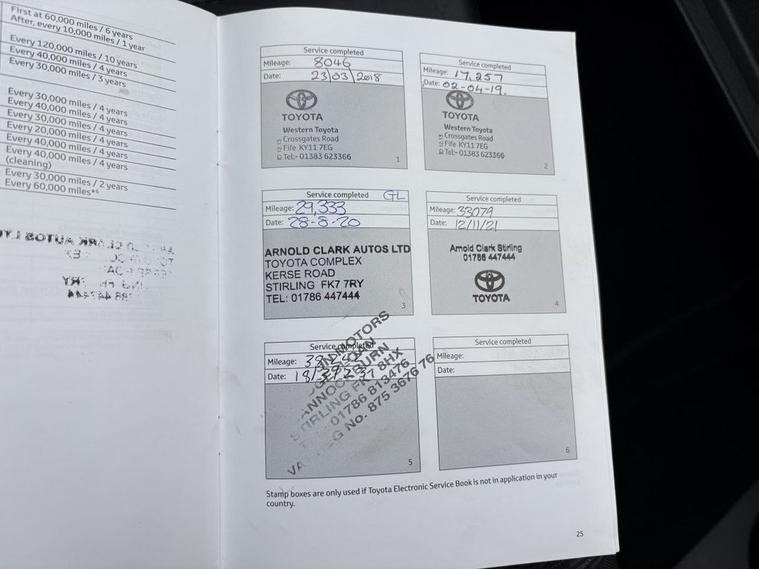 First at 60,000 miles / 6 years
After, every 10,000 miles / 1 year
Every 120,000 miles / 10 years
Every 40,000 miles / 4 years
Every 30,000 miles / 3 years
Every 30,000 miles / 4 years
Every 40,000 miles / 4 years
Every 30,000 miles / 4 years
Every 20,000 miles / 4 years
Every 40,000 miles / 4 years
Every 40,000 miles / 4 years
(cleaning)
Every 30,000 miles / 2 years
Every 60,000 miles*⁶
Service completed
Mileage: 8046
Date: 23/03/2018
TOYOTA
Western Toyota
Crossgates Road
Fife KY11 7EG
Tel:- 01383 623366
1
Service completed
Mileage: 17,257
Date: 02-04-19.
TOYOTA
Western Toyota
Crossgates Road
Fife KY11 7EG
Tel:- 01383 623366
2
Service completed GL
Mileage: 29,333
Date: 28-8-20
ARNOLD CLARK AUTOS LTD
TOYOTA COMPLEX
KERSE ROAD
STIRLING FK7 7RY
TEL: 01786 447444
3
Service completed
Mileage: 33079
Date: 12/11/21
Arnold Clark Stirling
01786 447444
TOYOTA
4
Service completed
Mileage:
Date:
MOTORS
STIRLING FK7 8HX
01786 813476
VAT REG No. 875 3676 76
5
Service completed
Mileage:
Date:
6
Stamp boxes are only used if Toyota Electronic Service Book is not in application in your
country.
25